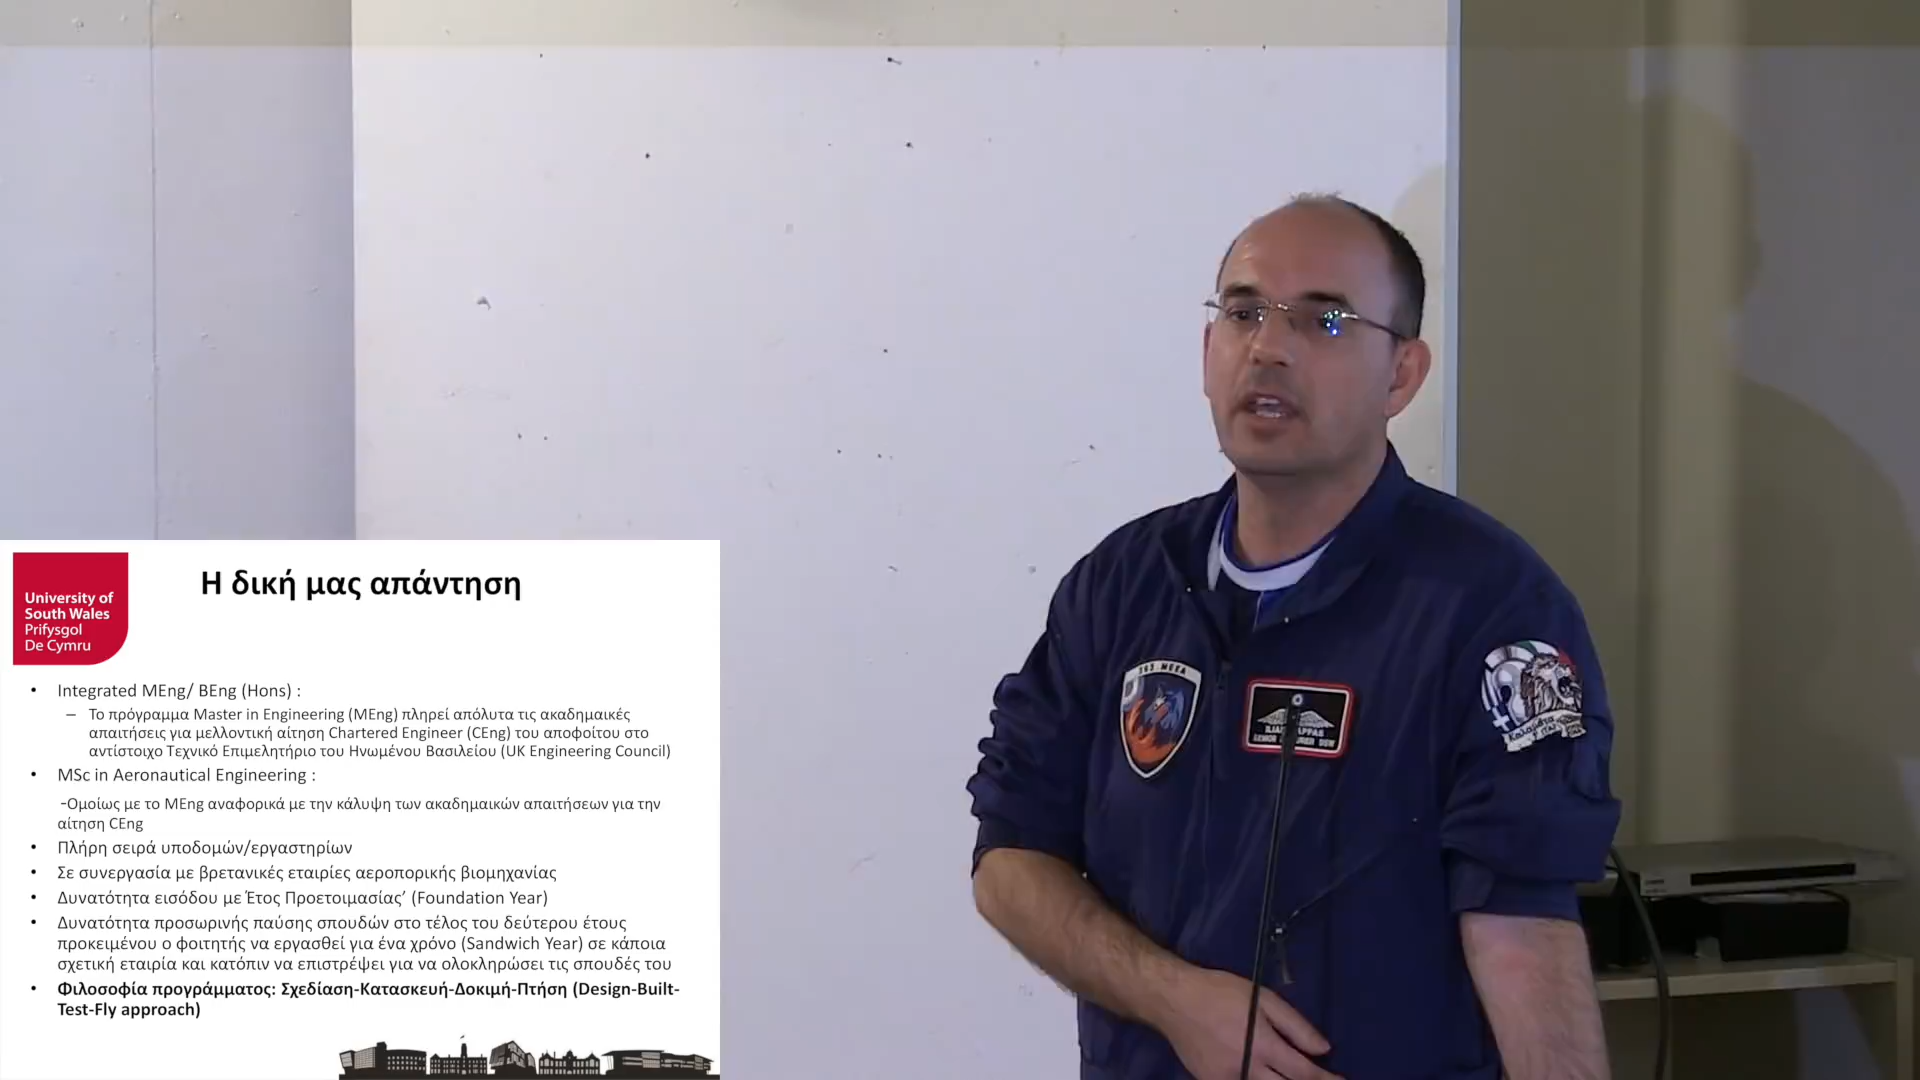 University of
South Wales
Prifysgol
De Cymru
Η δική μας απάντηση
• Integrated MEng/ BEng (Hons) :
– Το πρόγραμμα Master in Engineering (MEng) πληρεί απόλυτα τις ακαδημαικές
απαιτήσεις για μελλοντική αίτηση Chartered Engineer (CEng) του αποφοίτου στο
αντίστοιχο Τεχνικό Επιμελητήριο του Ηνωμένου Βασιλείου (UK Engineering Council)
• MSc in Aeronautical Engineering :
-Ομοίως με το MEng αναφορικά με την κάλυψη των ακαδημαικών απαιτήσεων για την
αίτηση CEng
• Πλήρη σειρά υποδομών/εργαστηρίων
• Σε συνεργασία με βρετανικές εταιρίες αεροπορικής βιομηχανίας
• Δυνατότητα εισόδου με Έτος Προετοιμασίας’ (Foundation Year)
• Δυνατότητα προσωρινής παύσης σπουδών στο τέλος του δεύτερου έτους
προκειμένου ο φοιτητής να εργασθεί για ένα χρόνο (Sandwich Year) σε κάποια
σχετική εταιρία και κατόπιν να επιστρέψει για να ολοκληρώσει τις σπουδές του
• Φιλοσοφία προγράμματος: Σχεδίαση-Κατασκευή-Δοκιμή-Πτήση (Design-Built-
Test-Fly approach)
Καλαμάτα